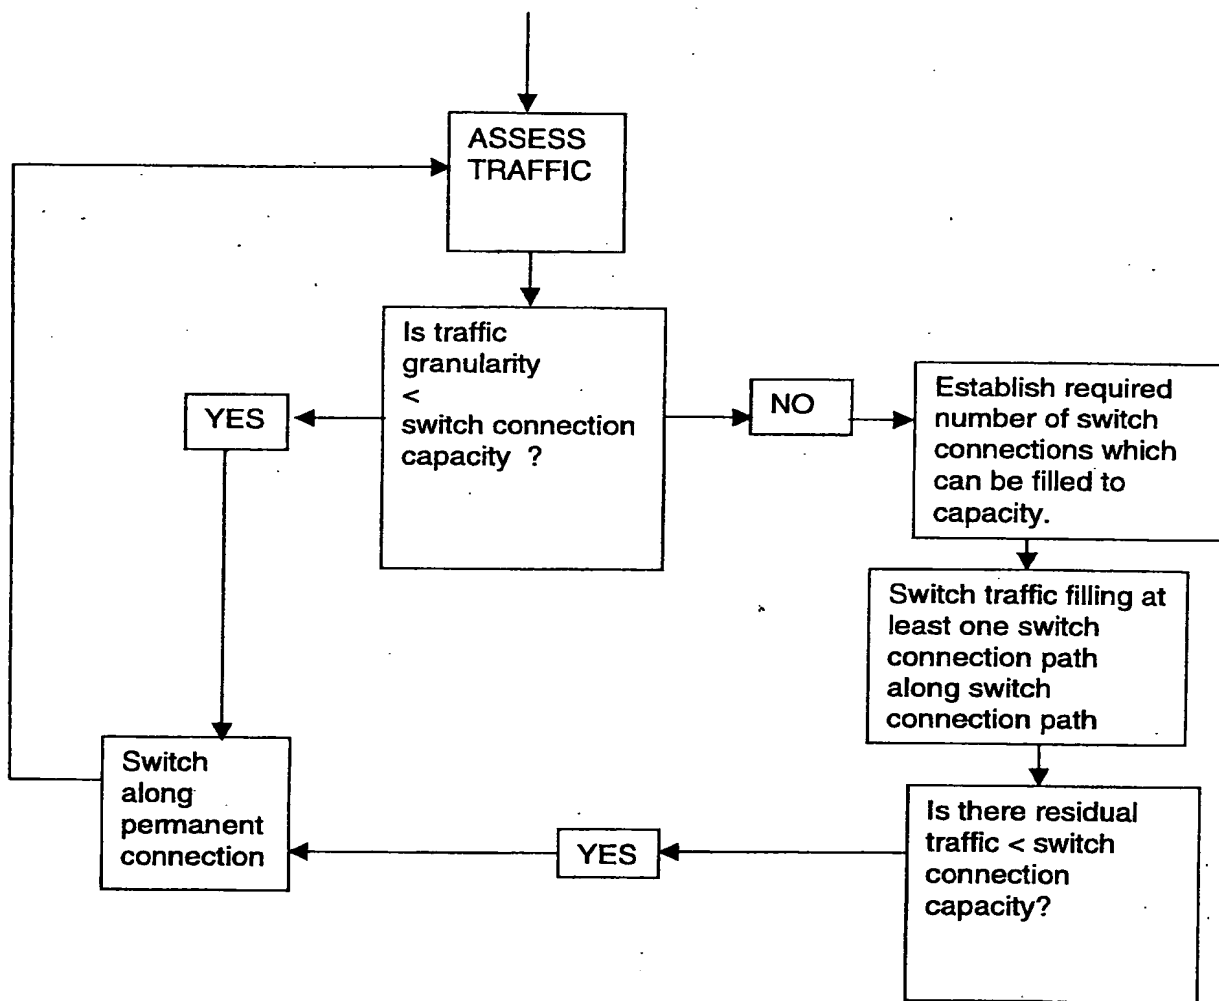 ASSESS
TRAFFIC
Is traffic
granularity
<
switch connection
capacity ?
YES
NO
Establish required
number of switch
connections which
can be filled to
capacity.
Switch traffic filling at
least one switch
connection path
along switch
connection path
Switch
along
permanent
connection
YES
Is there residual
traffic < switch
connection
capacity?